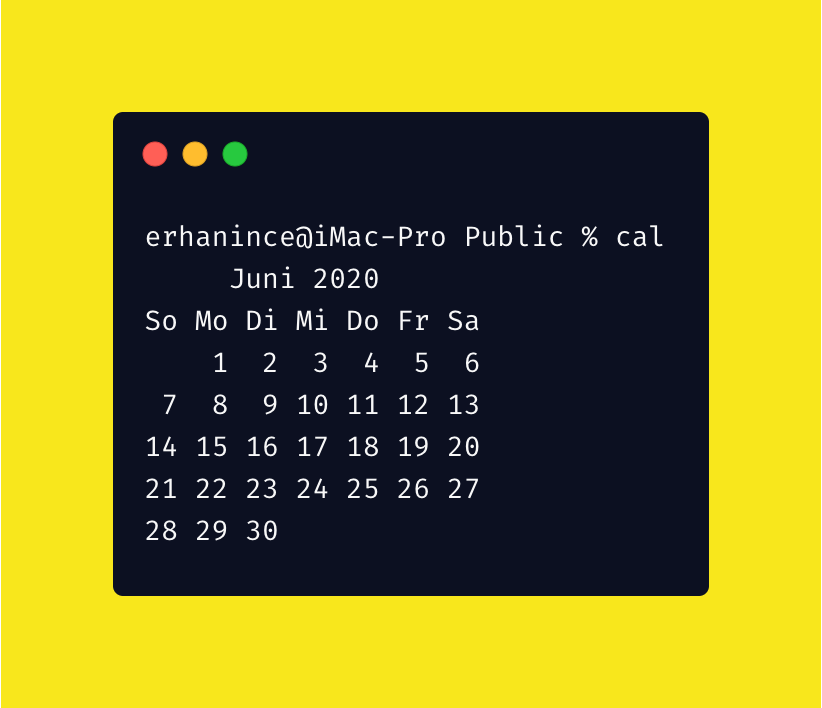 erhanince@iMac-Pro Public % cal
     Juni 2020
So Mo Di Mi Do Fr Sa
    1  2  3  4  5  6
 7  8  9 10 11 12 13
14 15 16 17 18 19 20
21 22 23 24 25 26 27
28 29 30